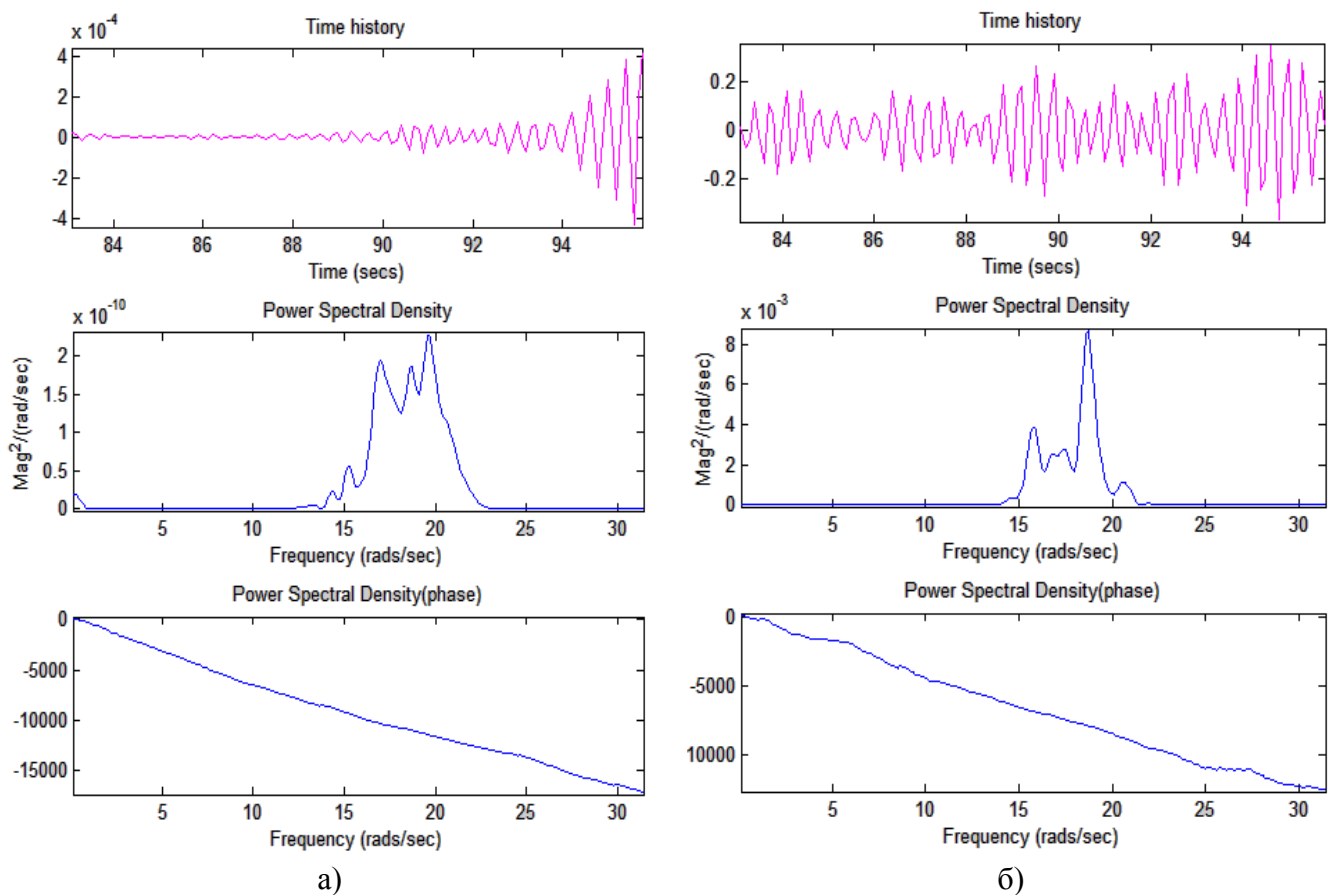 Time history
x 10-4
4
2
0
-2
-4
84 86 88 90 92 94
Time (secs)
Power Spectral Density
x 10-10
Mag2/(rad/sec)
2
1.5
1
0.5
0
5 10 15 20 25 30
Frequency (rads/sec)
Power Spectral Density(phase)
0
-5000
-10000
-15000
5 10 15 20 25 30
Frequency (rads/sec)
а)
Time history
0.2
0
-0.2
84 86 88 90 92 94
Time (secs)
Power Spectral Density
x 10-3
Mag2/(rad/sec)
8
6
4
2
0
5 10 15 20 25 30
Frequency (rads/sec)
Power Spectral Density(phase)
0
-5000
10000
5 10 15 20 25 30
Frequency (rads/sec)
б)